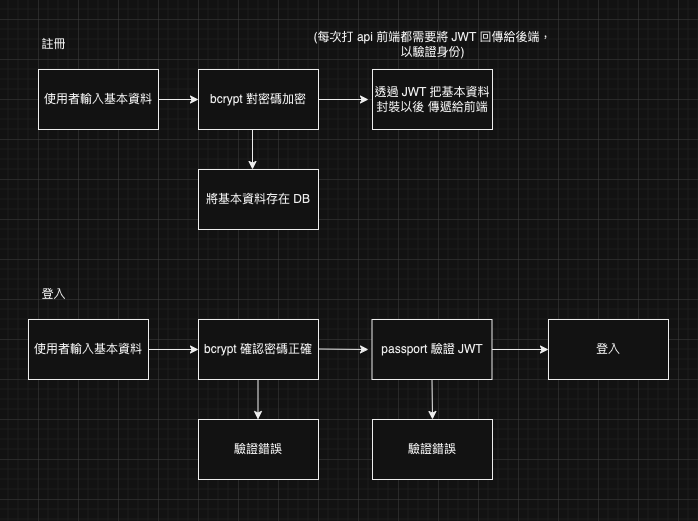 註冊
(每次打 api 前端都需要將 JWT 回傳給後端，
以驗證身份)
使用者輸入基本資料
bcrypt 對密碼加密
透過 JWT 把基本資料
封裝以後 傳遞給前端
將基本資料存在 DB
登入
使用者輸入基本資料
bcrypt 確認密碼正確
passport 驗證 JWT
登入
驗證錯誤
驗證錯誤